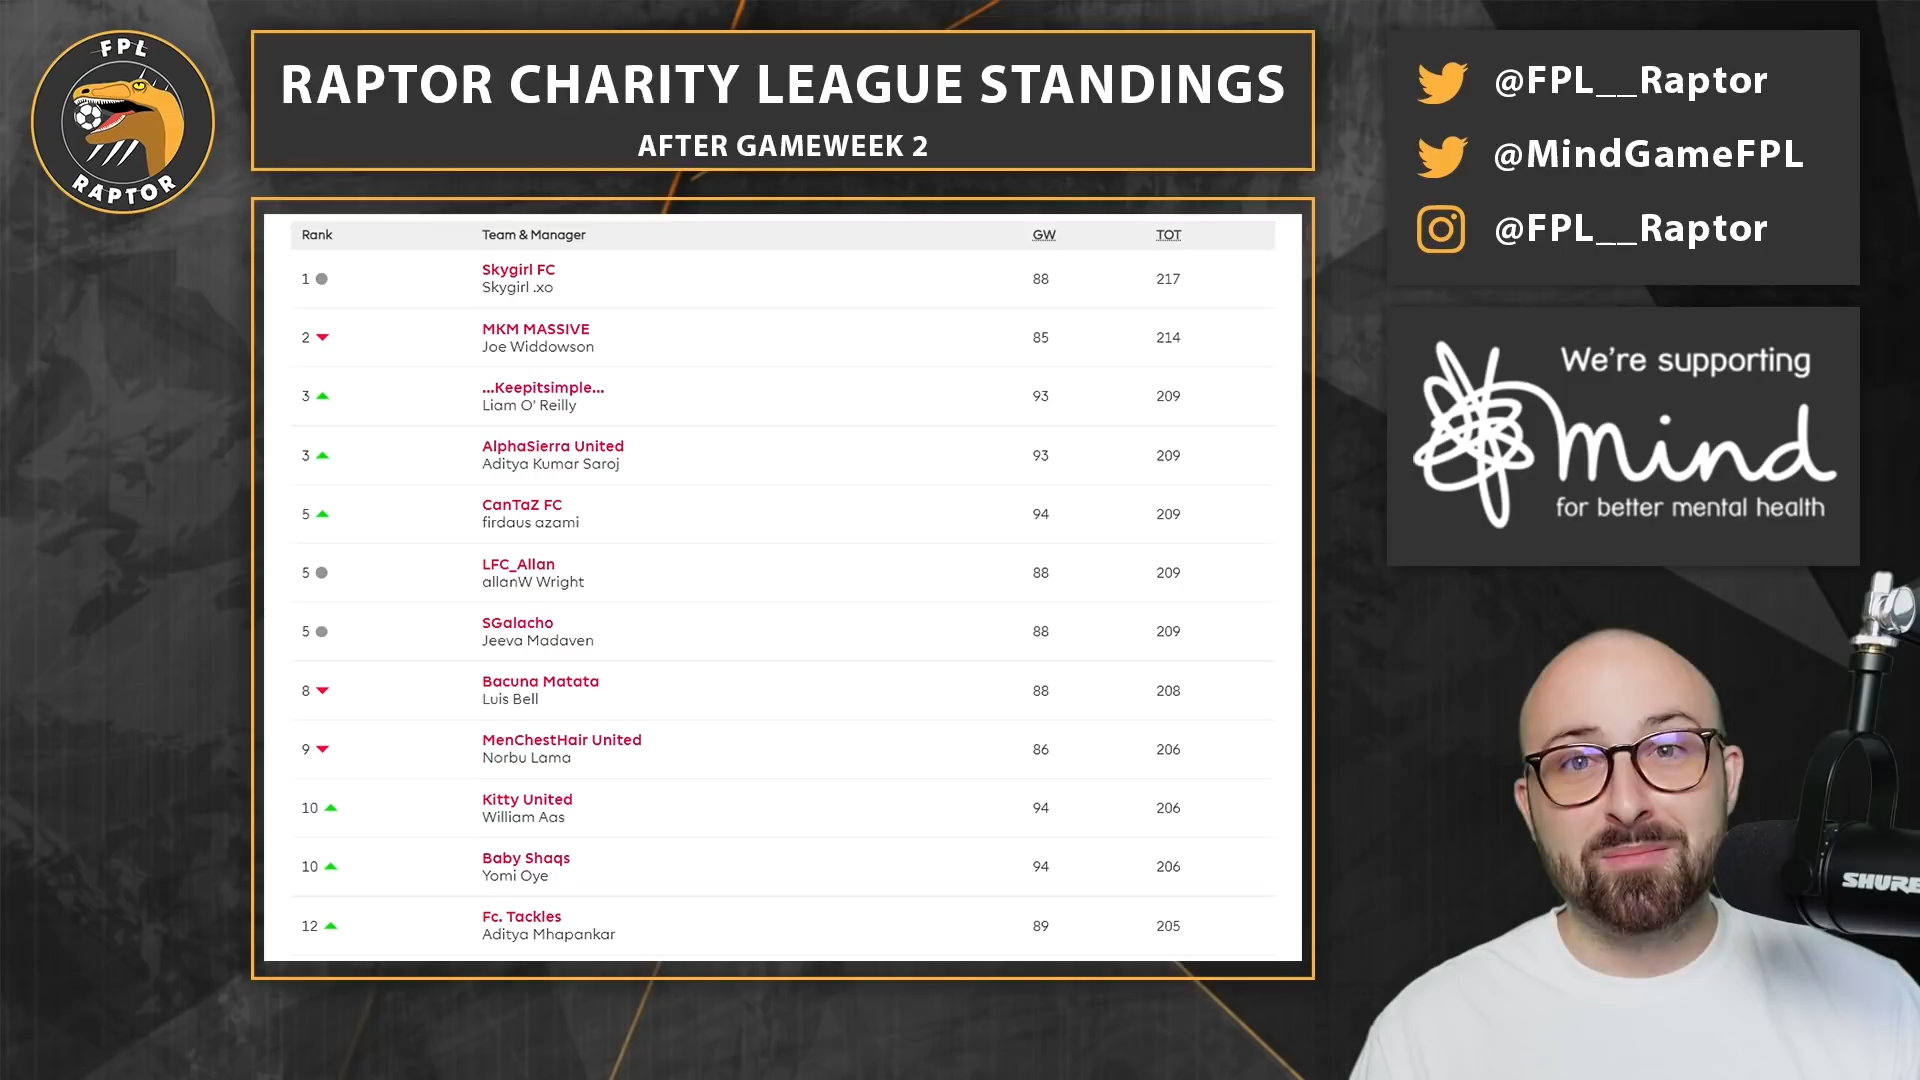 FPL
RAPTOR
RAPTOR CHARITY LEAGUE STANDINGS
AFTER GAMEWEEK 2
Rank Team & Manager GW TOT
1 Skygirl FC 88 217
Skygirl .xo
2 MKM MASSIVE 85 214
Joe Widdowson
3 ...Keepitsimple... 93 209
Liam O' Reilly
3 AlphaSierra United 93 209
Aditya Kumar Saroj
5 CanTaZ FC 94 209
firdaus azami
5 LFC_Allan 88 209
allanW Wright
5 SGalacho 88 209
Jeeva Madaven
8 Bacuna Matata 88 208
Luis Bell
9 MenChestHair United 86 206
Norbu Lama
10 Kitty United 94 206
William Aas
10 Baby Shaqs 94 206
Yomi Oye
12 Fc. Tackles 89 205
Aditya Mhapankar
@FPL__Raptor
@MindGameFPL
@FPL__Raptor
We're supporting
mind
for better mental health
SHURE